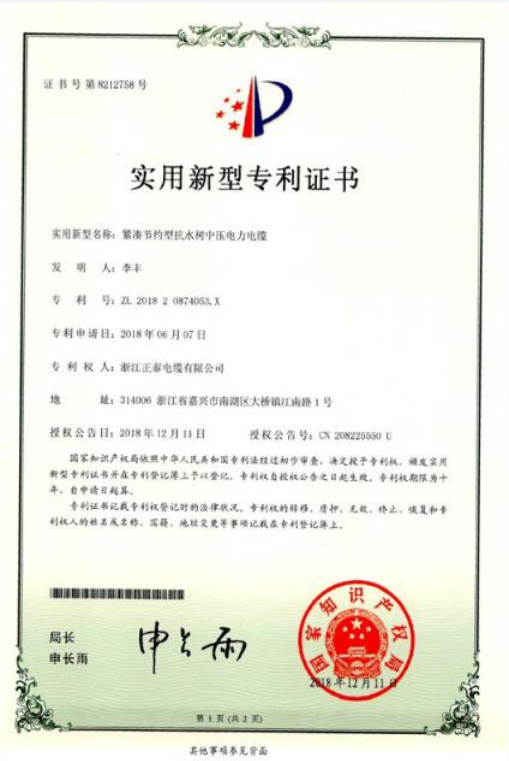 证书号第8212758号
实用新型专利证书
实用新型名称：紧凑节约型抗水树中压电力电缆
发明人：李丰
专利号：ZL 2018 2 0874053.X
专利申请日：2018年06月07日
专利权人：浙江正泰电缆有限公司
地址：314006 浙江省嘉兴市南湖区大桥镇江南路1号
授权公告日：2018年12月11日 授权公告号：CN 208225550 U
国家知识产权局依照中华人民共和国专利法经过初步审查，决定授予专利权，颁发实用
新型专利证书并在专利登记簿上予以登记。专利权自授权公告之日起生效。专利权期限为十
年，自申请日起算。
专利证书记载专利权登记时的法律状况。专利权的转移、质押、无效、终止、恢复和专
利权人的姓名或名称、国籍、地址变更等事项记载在专利登记簿上。
局长
申长雨
申长雨
国家知识产权局
2018年12月11日
第1页(共2页)
其他事项参见背面